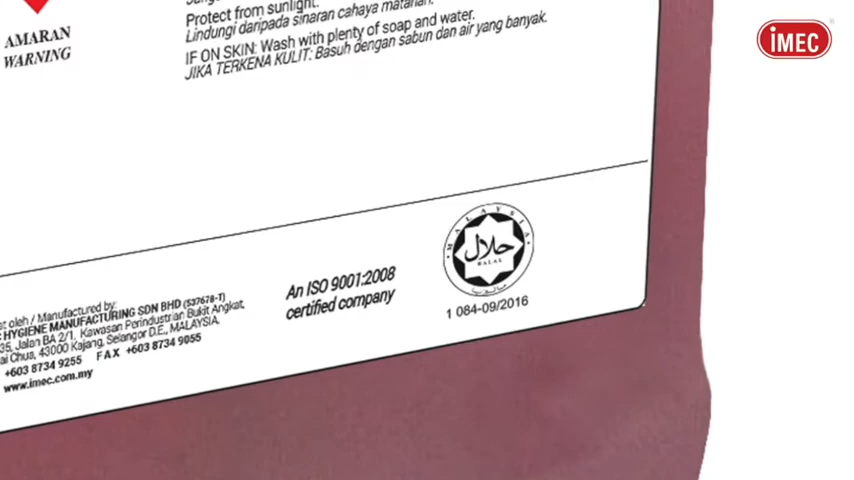 Protect from sunlight.
Lindungi daripada sinaran cahaya matahari.
IF ON SKIN: Wash with plenty of soap and water.
JIKA TERKENA KULIT: Basuh dengan sabun dan air yang banyak.
AMARAN
WARNING
iMEC
MALAYSIA
حلال
HALAL
1 084-09/2016
An ISO 9001:2008
certified company
oleh / Manufactured by:
HYGIENE MANUFACTURING SDN BHD (537678-T)
35, Jalan BA 2/1, Kawasan Perindustrian Bukit Angkat,
Chua, 43000 Kajang, Selangor D.E., MALAYSIA.
+603 8734 9255 FAX +603 8734 9055
www.imec.com.my